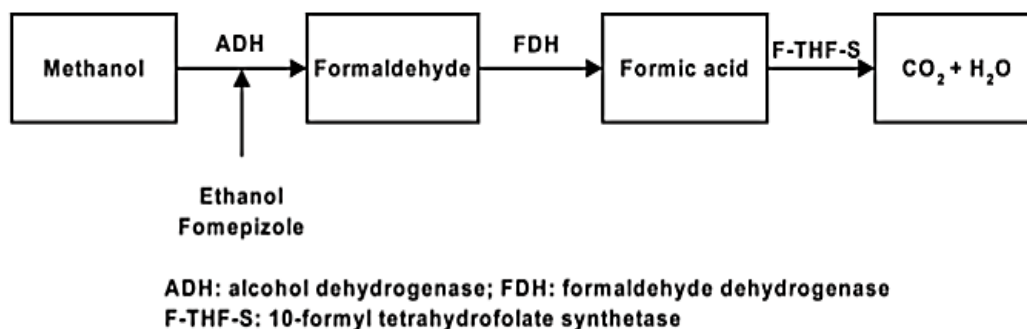 ADH
FDH
F-THF-S
Methanol
Formaldehyde
Formic acid
CO₂ + H₂O
Ethanol
Fomepizole
ADH: alcohol dehydrogenase; FDH: formaldehyde dehydrogenase
F-THF-S: 10-formyl tetrahydrofolate synthetase